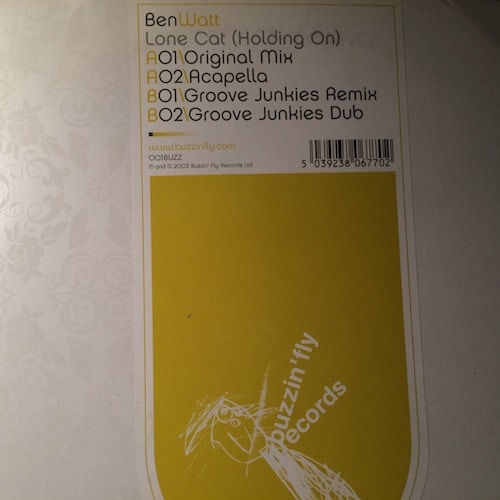 BenWatt
Lone Cat (Holding On)
A01\Original Mix
A02\Acapella
B01\Groove Junkies Remix
B02\Groove Junkies Dub
www.buzzinfly.com
001BUZZ
℗ and © 2003 Buzzin' Fly Records Ltd
5 039238 067702
buzzin'fly
records